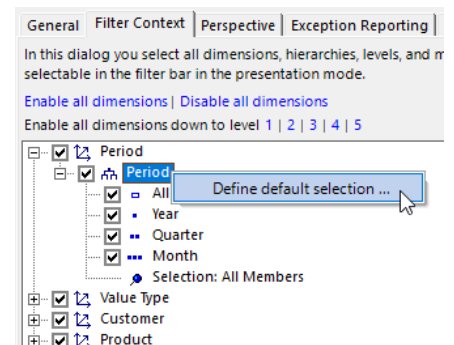 General Filter Context Perspective Exception Reporting
In this dialog you select all dimensions, hierarchies, levels, and
selectable in the filter bar in the presentation mode.
Enable all dimensions | Disable all dimensions
Enable all dimensions down to level 1 | 2 | 3 | 4 | 5
Period
Period
Define default selection ...
All
Year
Quarter
Month
Selection: All Members
Value Type
Customer
Product